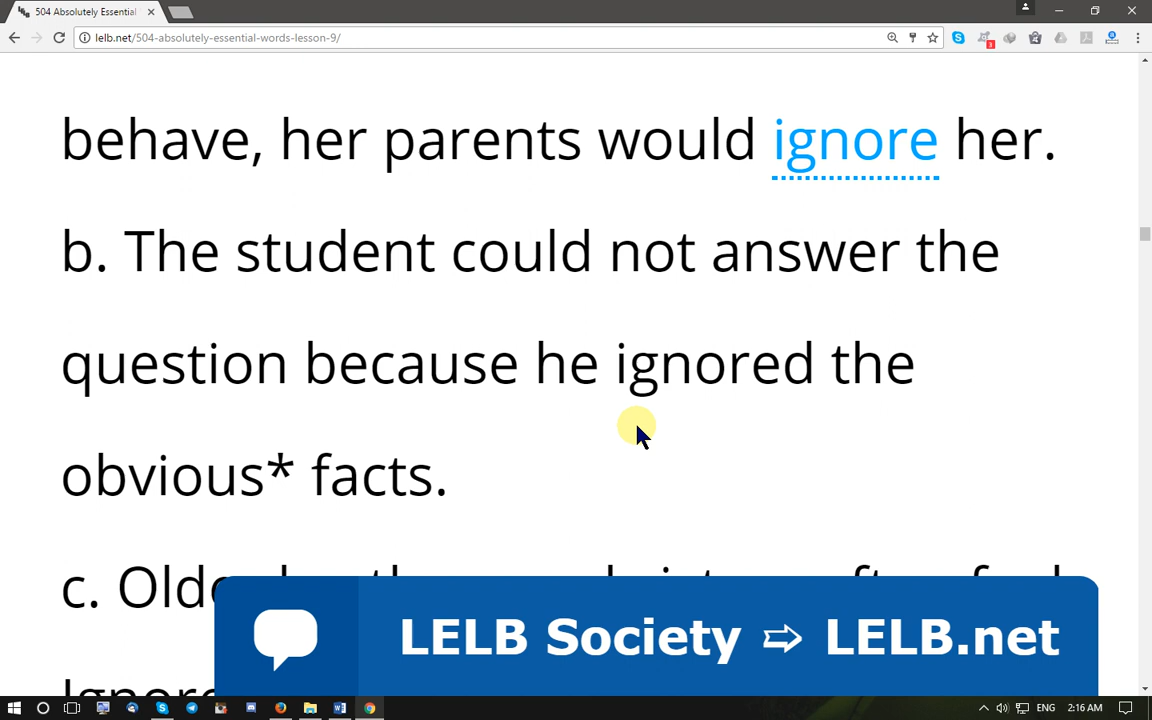 504 Absolutely Essential
lelb.net/504-absolutely-essential-words-lesson-9/
behave, her parents would ignore her.
b. The student could not answer the
question because he ignored the
obvious* facts.
c.
LELB Society ⇨ LELB.net
ENG 2:16 AM